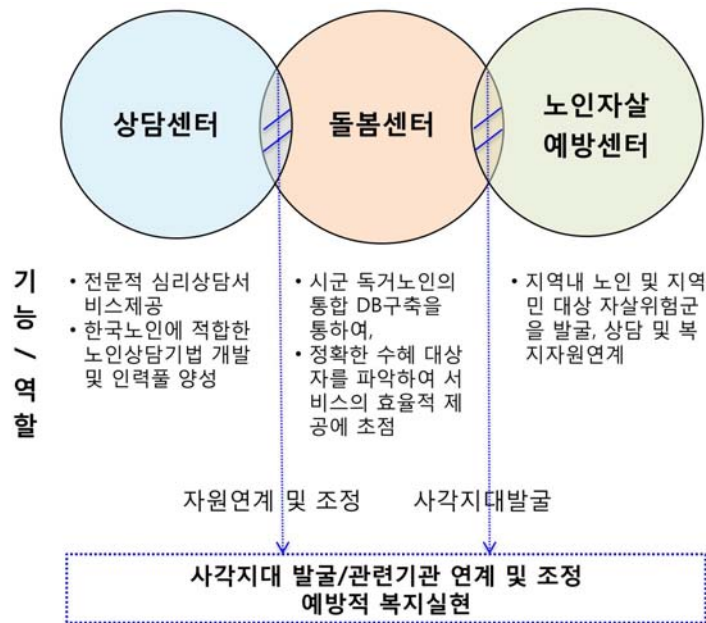 상담센터
돌봄센터
노인자살
예방센터
기능/역할
• 전문적 심리상담서
비스제공
• 한국노인에 적합한
노인상담기법 개발
및 인력풀 양성
• 시군 독거노인의
통합 DB구축을
통하여,
• 정확한 수혜 대상
자를 파악하여 서
비스의 효율적 제
공에 초점
• 지역내 노인 및 지역
민 대상 자살위험군
을 발굴, 상담 및 복
지자원연계
자원연계 및 조정
사각지대발굴
사각지대 발굴/관련기관 연계 및 조정
예방적 복지실현